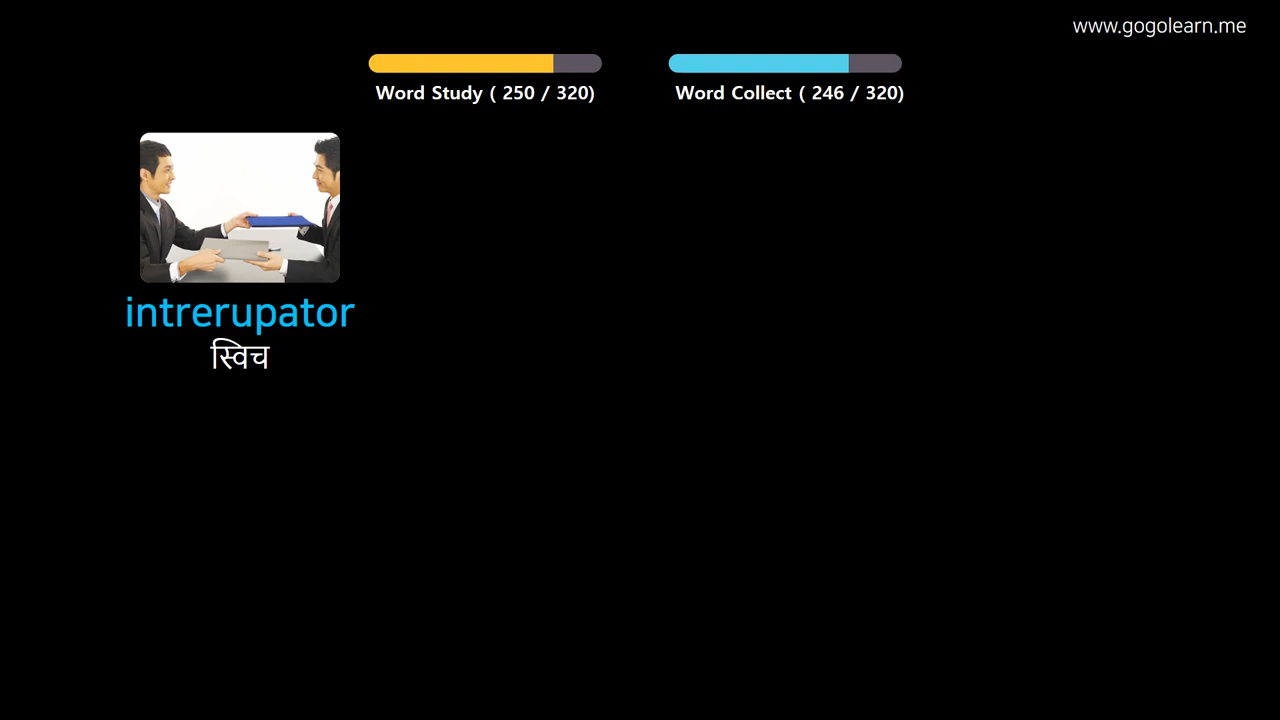 www.gogolearn.me
Word Study ( 250 / 320)
Word Collect ( 246 / 320)
intrerupator
स्विच